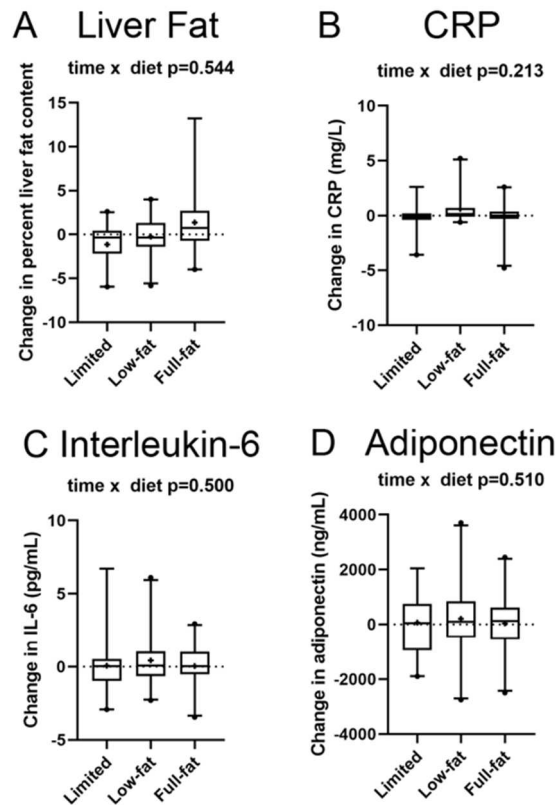 A Liver Fat
time x diet p=0.544
Change in percent liver fat content
15
10
5
0
-5
-10
Limited
Low-fat
Full-fat
B CRP
time x diet p=0.213
Change in CRP (mg/L)
10
5
0
-5
-10
Limited
Low-fat
Full-fat
C Interleukin-6
time x diet p=0.500
Change in IL-6 (pg/mL)
10
5
0
-5
Limited
Low-fat
Full-fat
D Adiponectin
time x diet p=0.510
Change in adiponectin (ng/mL)
4000
2000
0
-2000
-4000
Limited
Low-fat
Full-fat